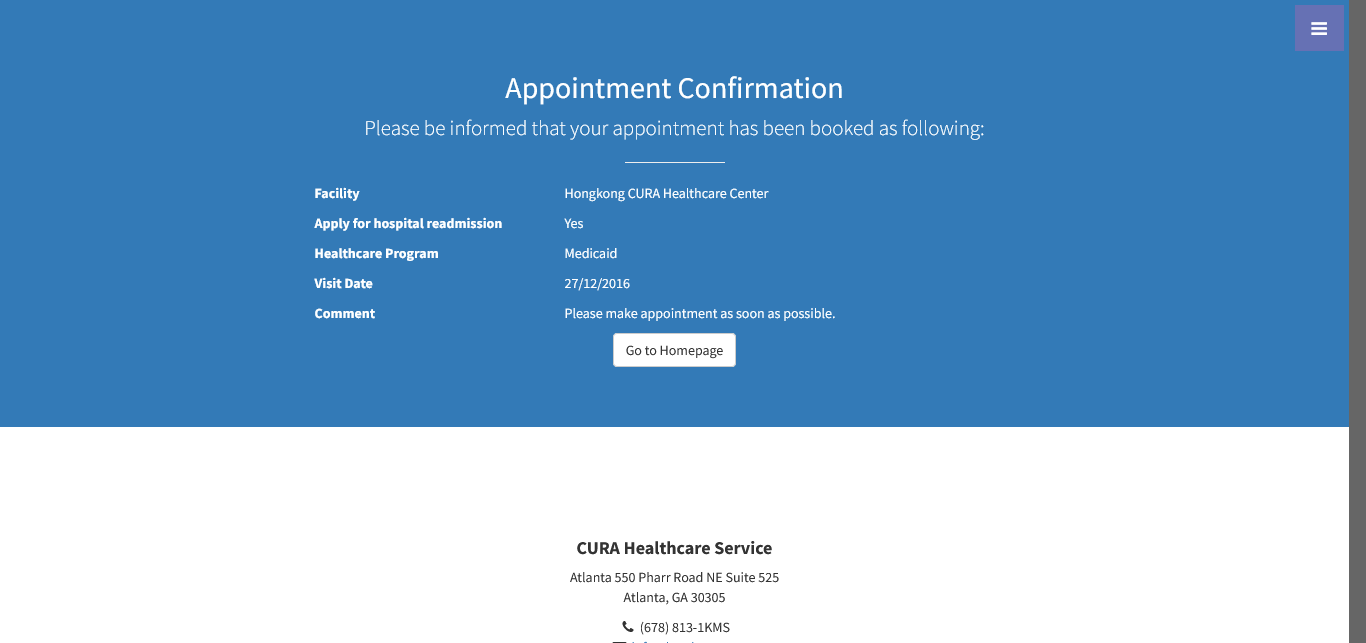 Appointment Confirmation
Please be informed that your appointment has been booked as following:
Facility Hongkong CURA Healthcare Center
Apply for hospital readmission Yes
Healthcare Program Medicaid
Visit Date 27/12/2016
Comment Please make appointment as soon as possible.
Go to Homepage
CURA Healthcare Service
Atlanta 550 Pharr Road NE Suite 525
Atlanta, GA 30305
(678) 813-1KMS